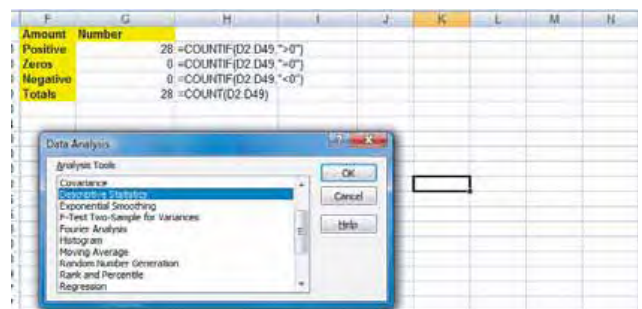 F G H I J K L M N
Amount Number
Positive 28 =COUNTIF(D2:D49,">0")
Zeros 0 =COUNTIF(D2:D49,"=0")
Negative 0 =COUNTIF(D2:D49,"<0")
Totals 28 =COUNT(D2:D49)
Data Analysis
Analysis Tools
Covariance
Descriptive Statistics
Exponential Smoothing
F-Test Two-Sample for Variances
Fourier Analysis
Histogram
Moving Average
Random Number Generation
Rank and Percentile
Regression
OK
Cancel
Help